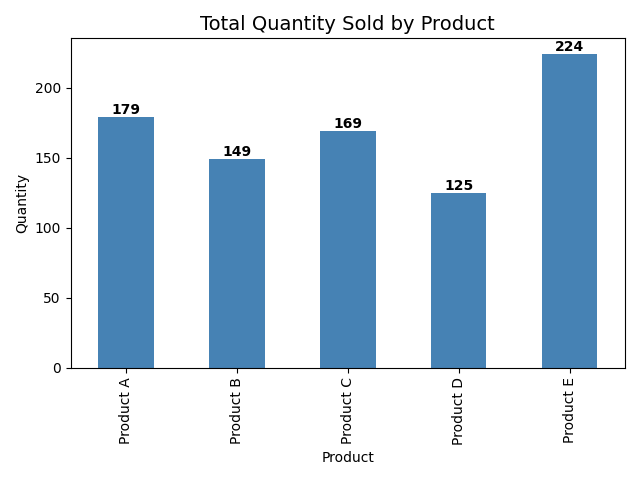 Total Quantity Sold by Product
224
179
169
149
125
Quantity
200
150
100
50
0
Product A
Product B
Product C
Product D
Product E
Product